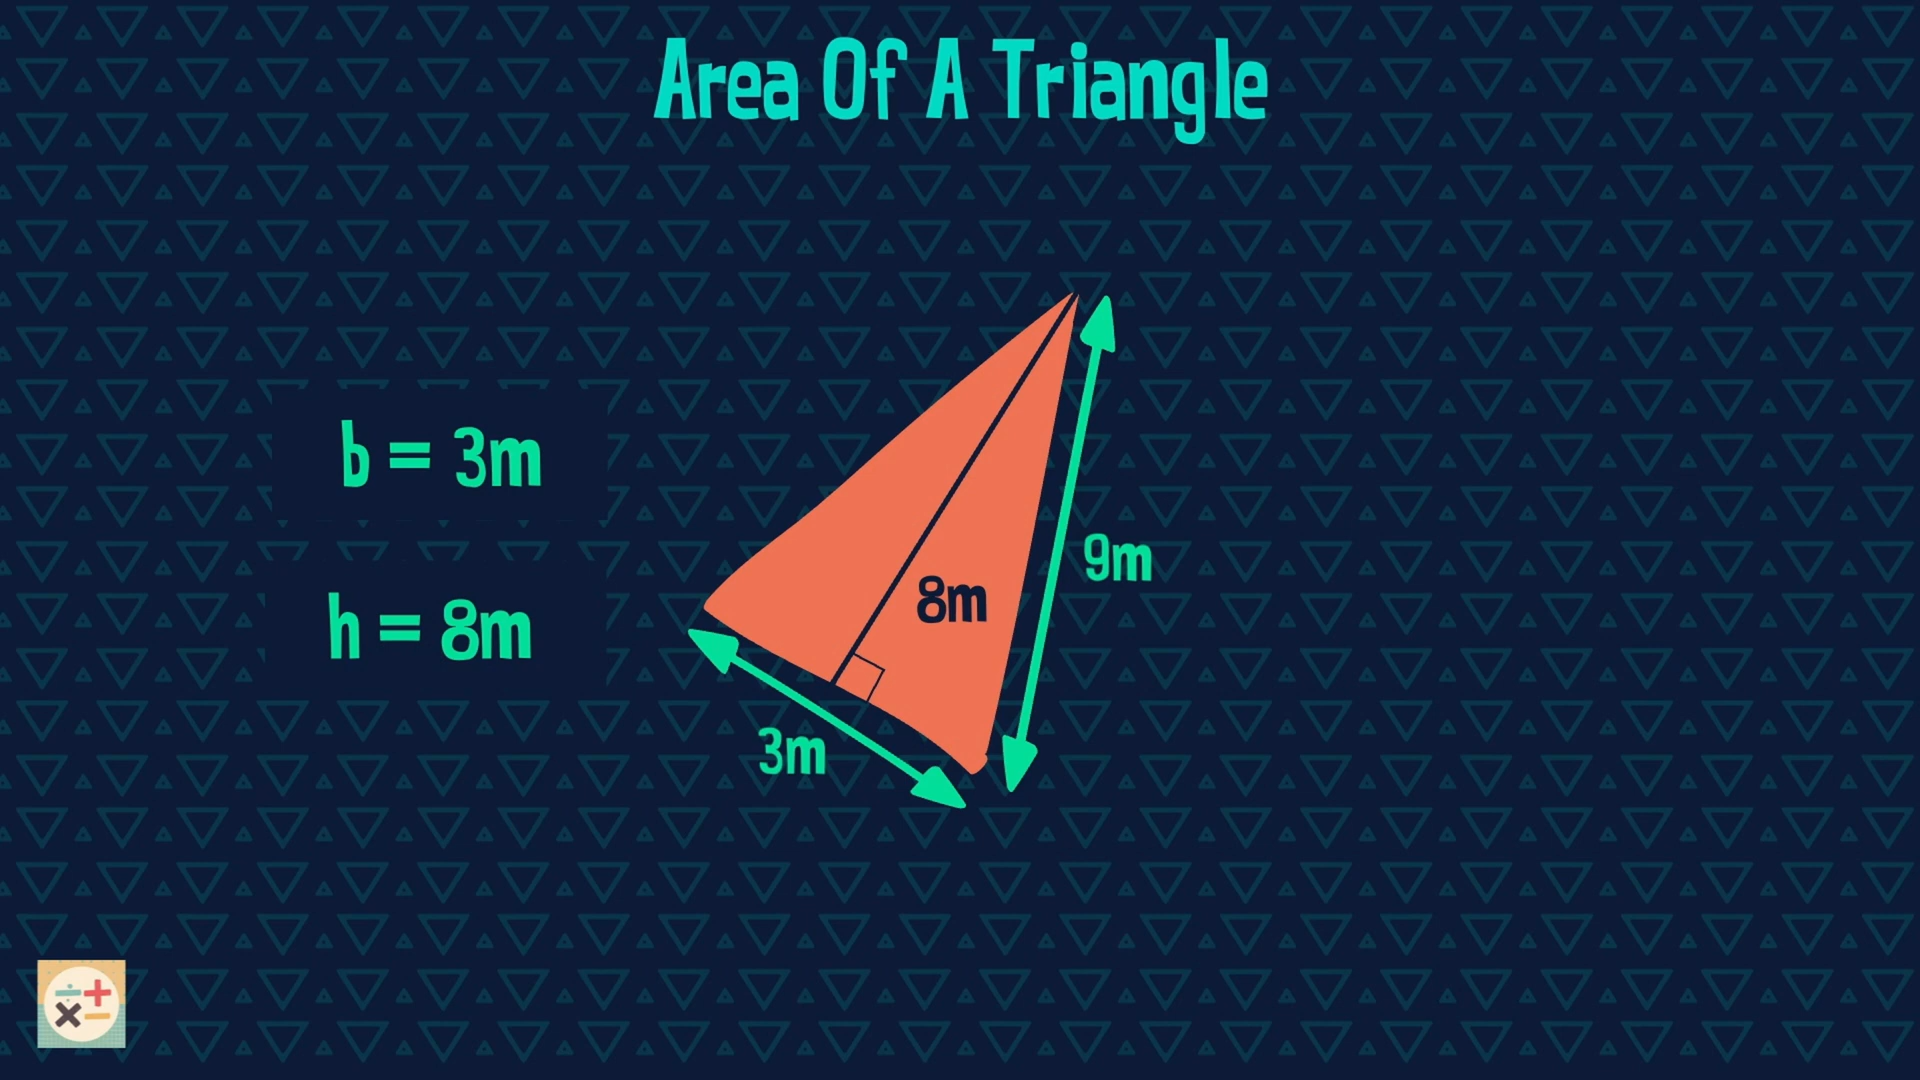 Area Of A Triangle
b = 3m
h = 8m
8m
9m
3m